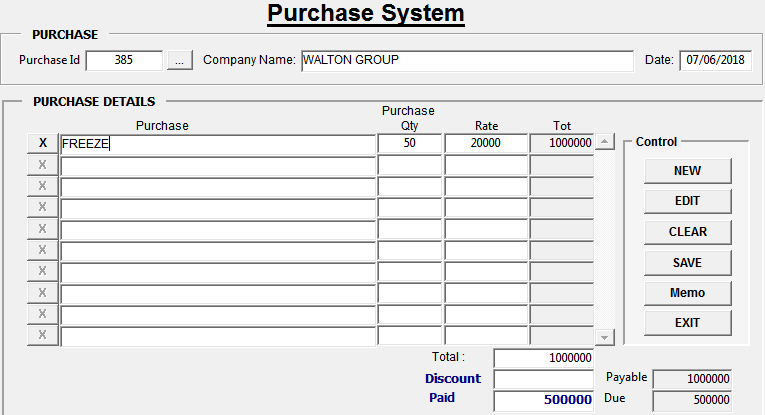 Purchase System
PURCHASE
Purchase Id 385 ... Company Name: WALTON GROUP Date: 07/06/2018
PURCHASE DETAILS
Purchase
Purchase Qty Rate Tot
X FREEZE 50 20000 1000000
X
X
X
X
X
X
X
X
X
Control
NEW
EDIT
CLEAR
SAVE
Memo
EXIT
Total : 1000000
Discount Payable 1000000
Paid 500000 Due 500000